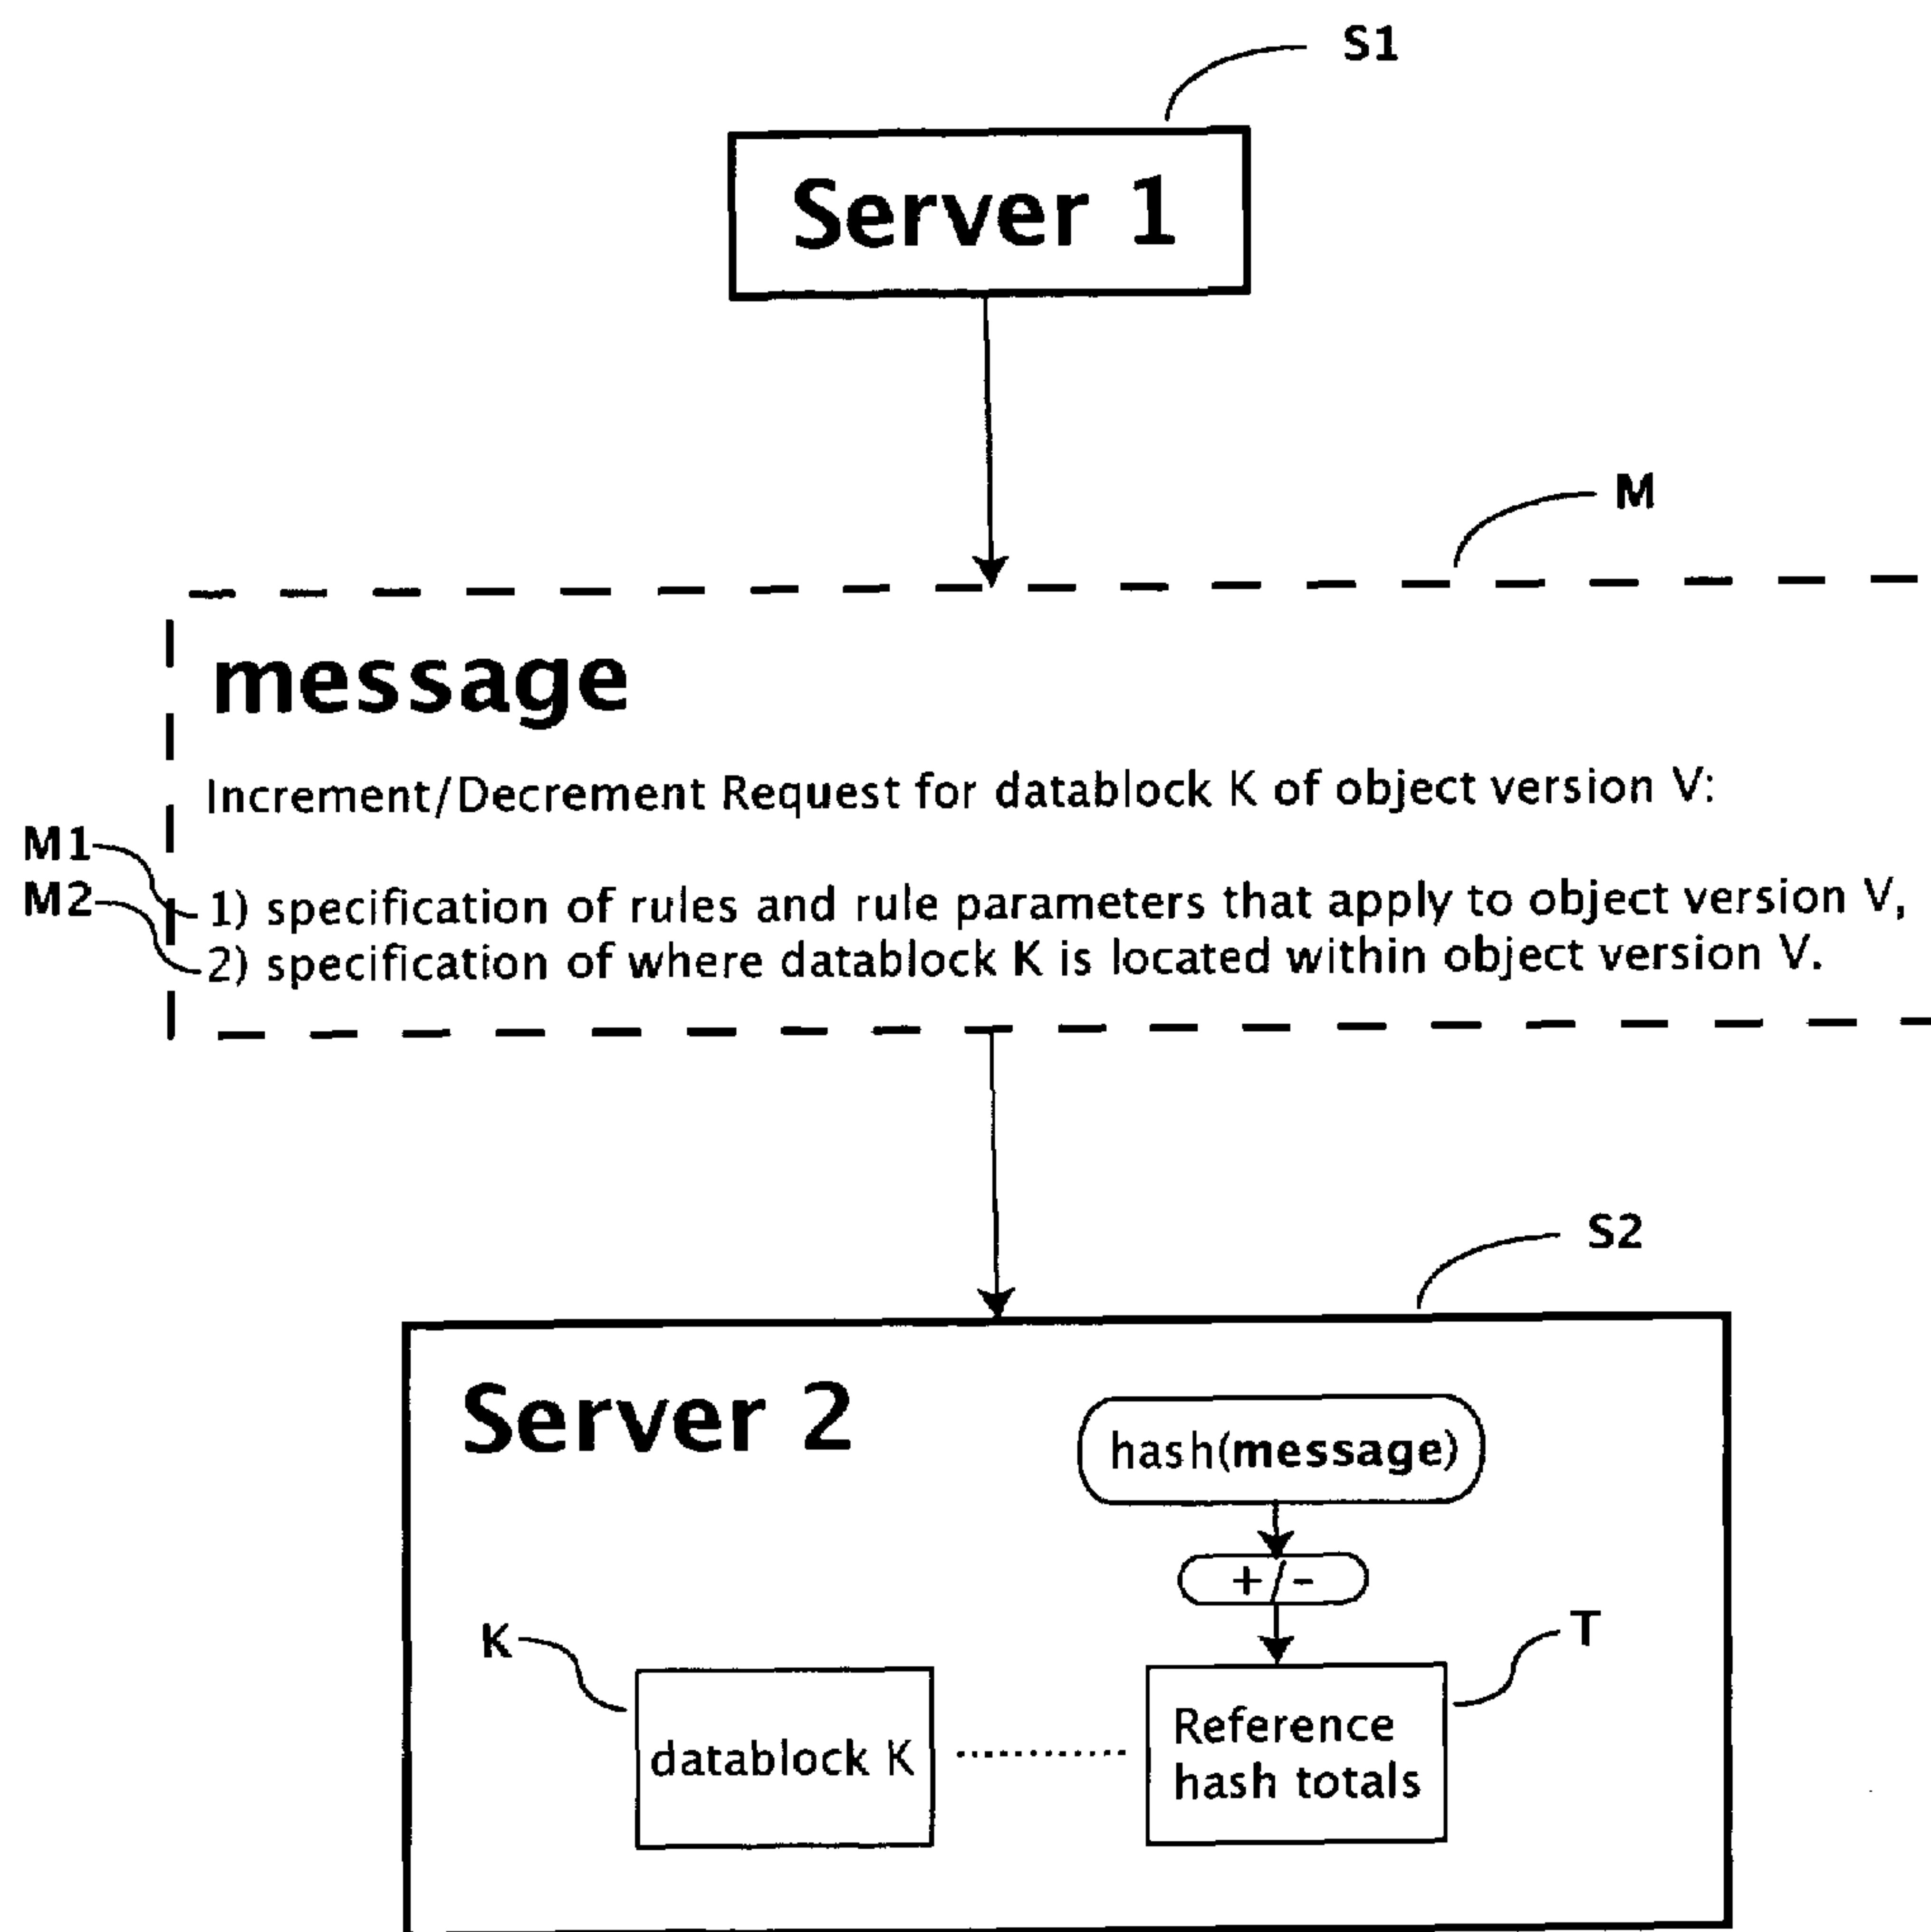 S1
Server 1
M
message
Increment/Decrement Request for datablock K of object version V:
M1
1) specification of rules and rule parameters that apply to object version V,
M2
2) specification of where datablock K is located within object version V.
S2
Server 2
hash(message)
+/-
K
T
datablock K
Reference
hash totals